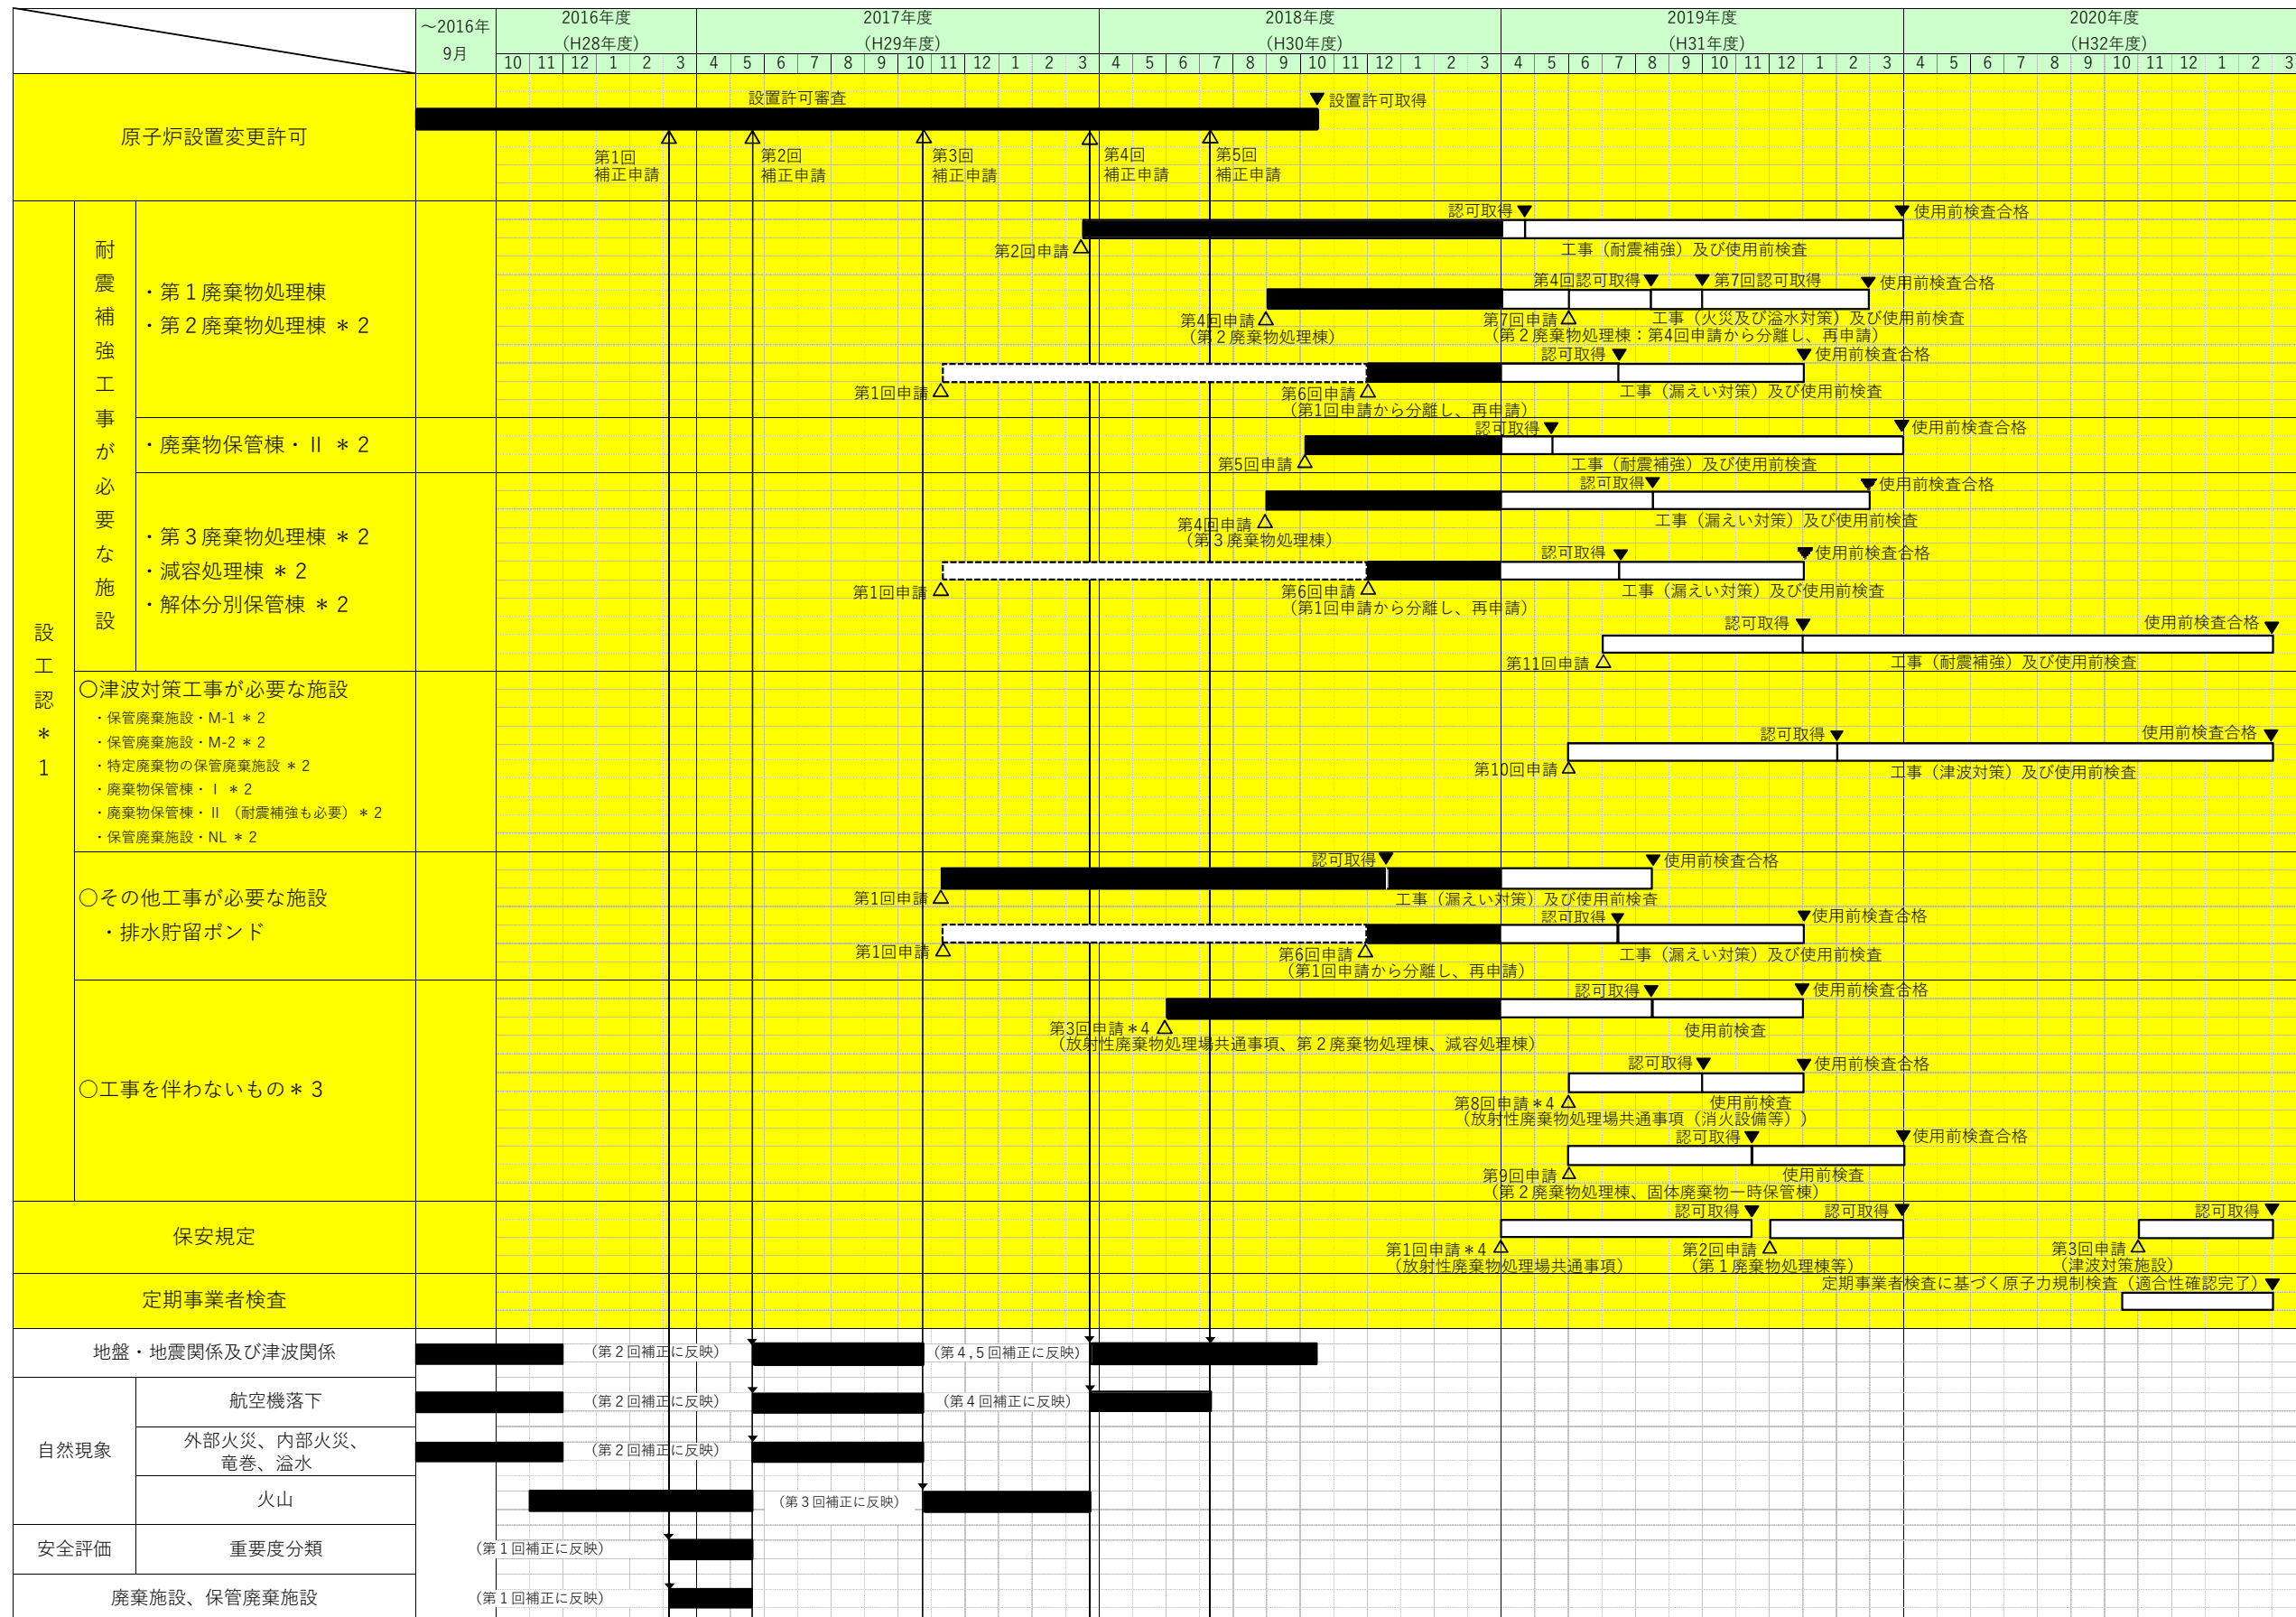 ～2016年
9月
2016年度
（H28年度）
2017年度
（H29年度）
2018年度
（H30年度）
2019年度
（H31年度）
2020年度
（H32年度）
10 11 12 1 2 3 4 5 6 7 8 9 10 11 12 1 2 3 4 5 6 7 8 9 10 11 12 1 2 3 4 5 6 7 8 9 10 11 12 1 2 3 4 5 6 7 8 9 10 11 12 1 2 3
原子炉設置変更許可
設置許可審査
▼設置許可取得
第1回
補正申請
第2回
補正申請
第3回
補正申請
第4回
補正申請
第5回
補正申請
設工認＊1
耐震補強工事が必要な施設
・第１廃棄物処理棟
・第２廃棄物処理棟 ＊２
認可取得▼
▼使用前検査合格
第2回申請△
工事（耐震補強）及び使用前検査
第4回認可取得▼
▼第7回認可取得
▼使用前検査合格
第4回申請△
（第２廃棄物処理棟）
第7回申請△
工事（火災及び溢水対策）及び使用前検査
（第２廃棄物処理棟：第4回申請から分離し、再申請）
認可取得▼
▼使用前検査合格
第1回申請△
第6回申請△
（第1回申請から分離し、再申請）
工事（漏えい対策）及び使用前検査
・廃棄物保管棟・Ⅱ ＊２
認可取得▼
▼使用前検査合格
第5回申請△
工事（耐震補強）及び使用前検査
・第３廃棄物処理棟 ＊２
・減容処理棟 ＊２
・解体分別保管棟 ＊２
認可取得▼
▼使用前検査合格
第4回申請△
（第３廃棄物処理棟）
工事（漏えい対策）及び使用前検査
認可取得▼
▼使用前検査合格
第1回申請△
第6回申請△
（第1回申請から分離し、再申請）
工事（漏えい対策）及び使用前検査
認可取得▼
使用前検査合格▼
第11回申請△
工事（耐震補強）及び使用前検査
○津波対策工事が必要な施設
・保管廃棄施設・M-1 ＊２
・保管廃棄施設・M-2 ＊２
・特定廃棄物の保管廃棄施設 ＊２
・廃棄物保管棟・Ⅰ ＊２
・廃棄物保管棟・Ⅱ （耐震補強も必要）＊２
・保管廃棄施設・NL ＊２
認可取得▼
使用前検査合格▼
第10回申請△
工事（津波対策）及び使用前検査
○その他工事が必要な施設
・排水貯留ポンド
認可取得▼
▼使用前検査合格
第1回申請△
工事（漏えい対策）及び使用前検査
認可取得▼
▼使用前検査合格
第1回申請△
第6回申請△
（第1回申請から分離し、再申請）
工事（漏えい対策）及び使用前検査
○工事を伴わないもの＊３
認可取得▼
▼使用前検査合格
第3回申請＊4△
（放射性廃棄物処理場共通事項、第２廃棄物処理棟、減容処理棟）
使用前検査
認可取得▼
▼使用前検査合格
第8回申請＊4△
使用前検査
（放射性廃棄物処理場共通事項（消火設備等））
認可取得▼
▼使用前検査合格
第9回申請△
使用前検査
（第２廃棄物処理棟、固体廃棄物一時保管棟）
保安規定
認可取得▼
認可取得▼
認可取得▼
第1回申請＊4△
（放射性廃棄物処理場共通事項）
第2回申請△
（第１廃棄物処理棟等）
第3回申請△
（津波対策施設）
定期事業者検査
定期事業者検査に基づく原子力規制検査（適合性確認完了）▼
地盤・地震関係及び津波関係
（第２回補正に反映）
（第４,５回補正に反映）
自然現象
航空機落下
（第２回補正に反映）
（第４回補正に反映）
外部火災、内部火災、
竜巻、溢水
（第２回補正に反映）
火山
（第３回補正に反映）
安全評価
重要度分類
（第１回補正に反映）
廃棄施設、保管廃棄施設
（第１回補正に反映）